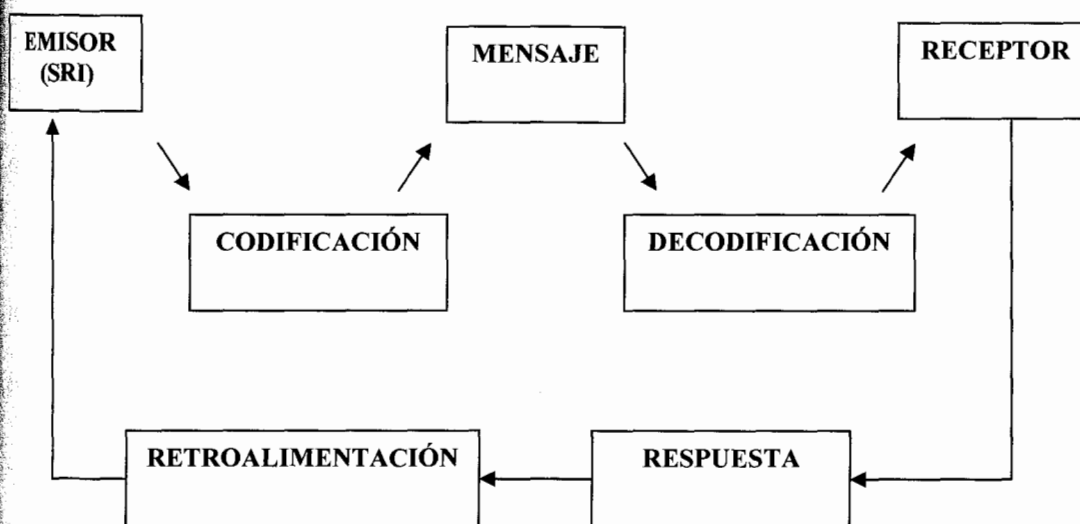 EMISOR
(SRI)
MENSAJE
RECEPTOR
CODIFICACIÓN
DECODIFICACIÓN
RETROALIMENTACIÓN
RESPUESTA